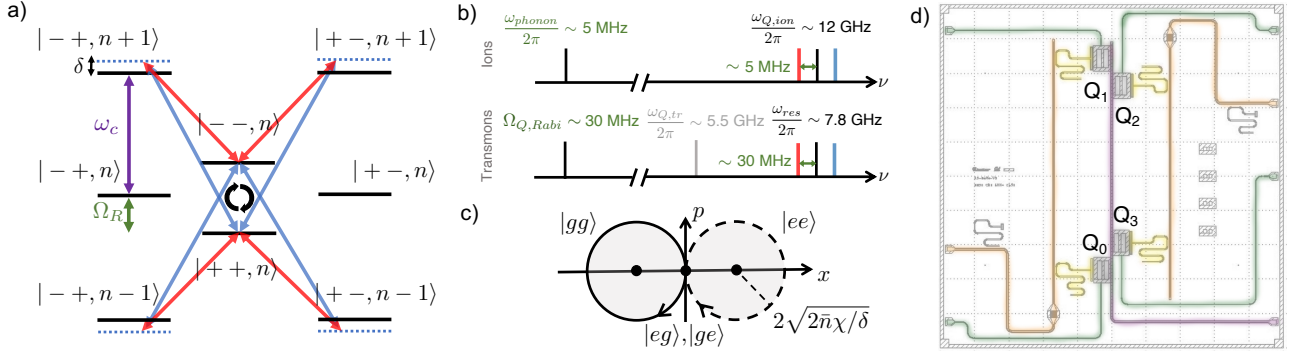 a)
|−+, n+1⟩
|+−, n+1⟩
δ
ω_c
|−−, n⟩
|−+, n⟩
|+−, n⟩
Ω_R
|++, n⟩
|−+, n−1⟩
|+−, n−1⟩
b)
Ions
ω_phonon/2π ~ 5 MHz
ω_Q,ion/2π ~ 12 GHz
~ 5 MHz
ν
Transmons
Ω_Q,Rabi ~ 30 MHz
ω_Q,tr/2π ~ 5.5 GHz
ω_res/2π ~ 7.8 GHz
~ 30 MHz
ν
c)
p
|gg⟩
|ee⟩
x
|eg⟩,|ge⟩
2√2n̄χ/δ
d)
Q₁
Q₂
Q₃
Q₀